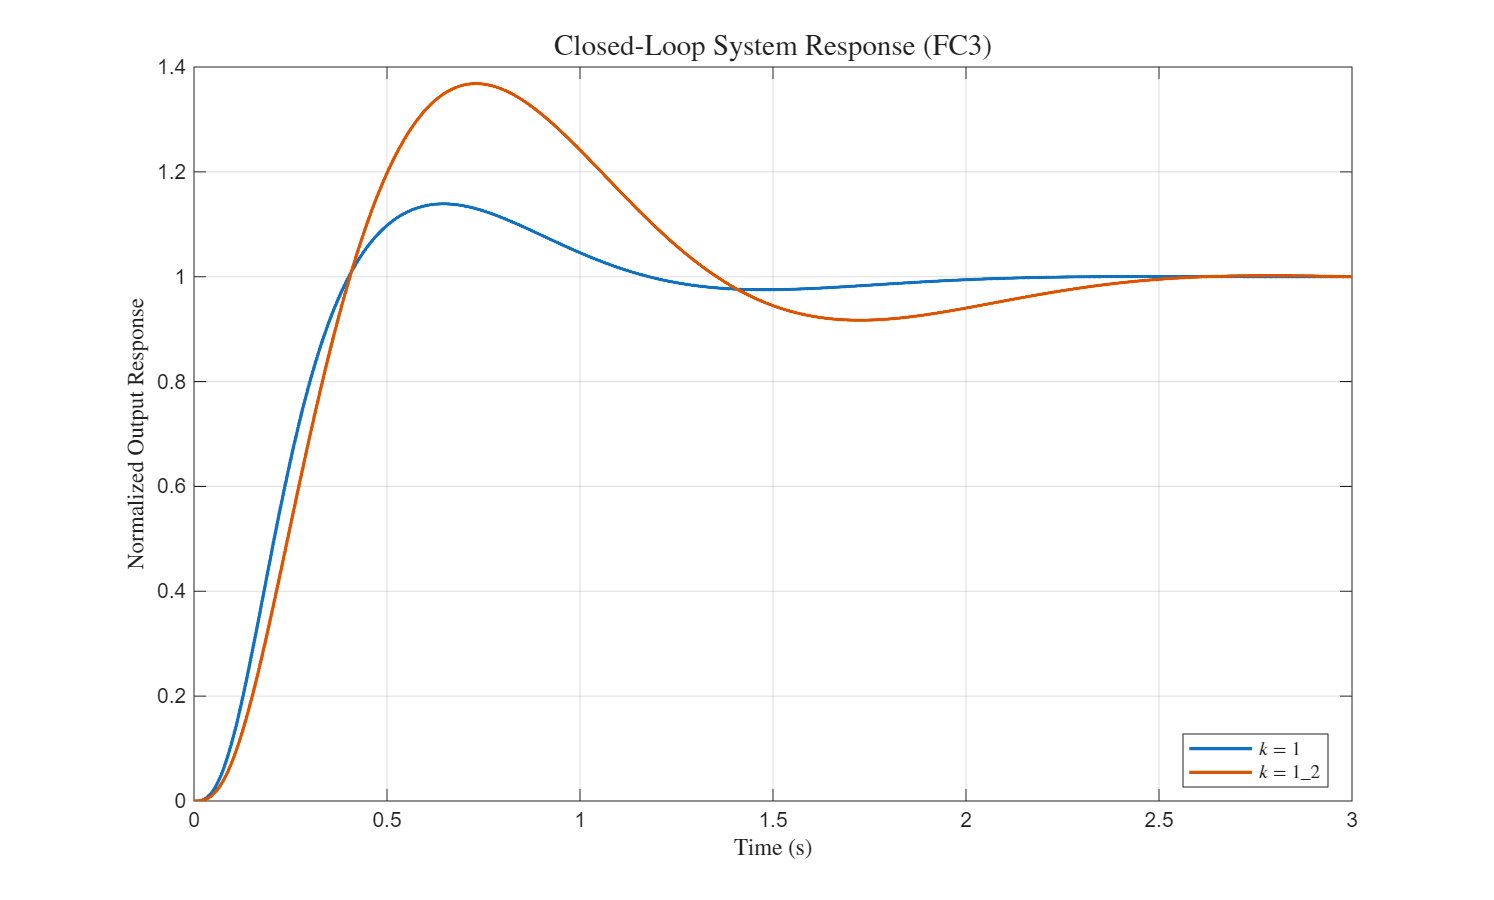 Closed-Loop System Response (FC3)
1.4
1.2
1
0.8
0.6
0.4
0.2
0
Normalized Output Response
0 0.5 1 1.5 2 2.5 3
Time (s)
k = 1
k = 1_2